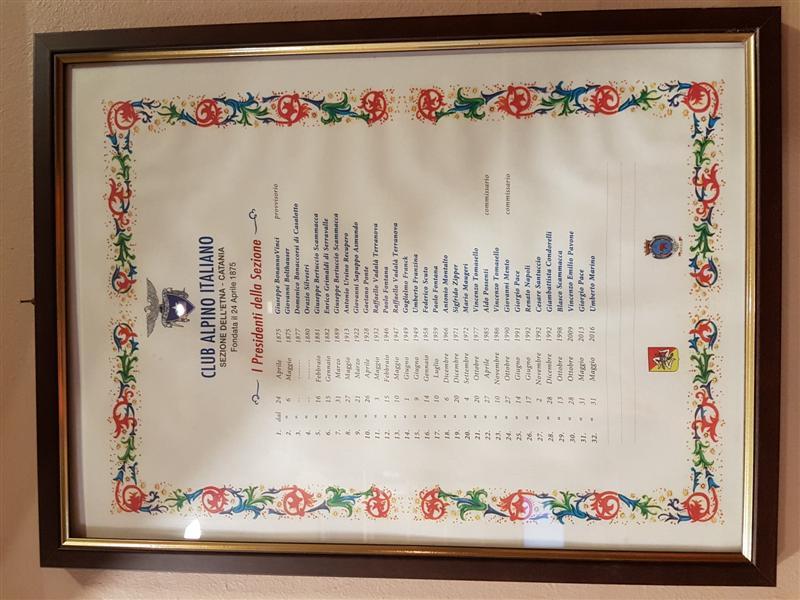 CLUB ALPINO ITALIANO
SEZIONE DELL'ETNA - CATANIA
Fondata il 24 Aprile 1875
I Presidenti della Sezione
1. dal 24 Aprile 1875 Giuseppe Bonanno Vinci provvisorio
2. " 6 Maggio 1875 Giovanni Bolthauser
3. " ........ 1877 Domenico Bonaccorsi di Casalotto
4. " ........ 1880 Orazio Silvestri
5. " 16 Febbraio 1881 Giuseppe Bertuccio Scammacca
6. " 15 Gennaio 1882 Enrico Grimaldi di Serravalle
7. " 31 Marzo 1889 Giuseppe Bertuccio Scammacca
8. " 27 Maggio 1913 Antonio Ursino Recupero
9. " 21 Marzo 1922 Giovanni Sapuppo Asmundo
10. " 26 Aprile 1928 Gaetano Ponte
11. " 3 Maggio 1932 Raffaello Vadalà Terranova
12. " 15 Febbraio 1946 Paolo Fontana
13. " 10 Maggio 1947 Raffaello Vadalà Terranova
14. " 1 Giugno 1949 Guglielmo Franck
15. " 9 Giugno 1949 Umberto Franzina
16. " 14 Gennaio 1958 Federico Scuto
17. " 10 Luglio 1959 Paolo Fontana
18. " 6 Dicembre 1966 Antonio Montalto
19. " 20 Dicembre 1971 Sigfrido Zipper
20. " 4 Settembre 1972 Mario Maugeri
21. " 20 Ottobre 1977 Vincenzo Tomasello
22. " 27 Aprile 1985 Aldo Possenti commissario
23. " 10 Novembre 1986 Vincenzo Tomasello
24. " 27 Ottobre 1990 Giovanni Mento commissario
25. " 14 Giugno 1991 Giorgio Pace
26. " 17 Giugno 1992 Renato Napoli
27. " 2 Novembre 1992 Cesare Santuccio
28. " 28 Dicembre 1992 Giambattista Condorelli
29. " 13 Ottobre 1998 Blanco Scammacca
30. " 28 Ottobre 2009 Vincenzo Emilio Pavone
31. " 31 Maggio 2013 Giorgio Pace
32. " 31 Maggio 2016 Umberto Marino